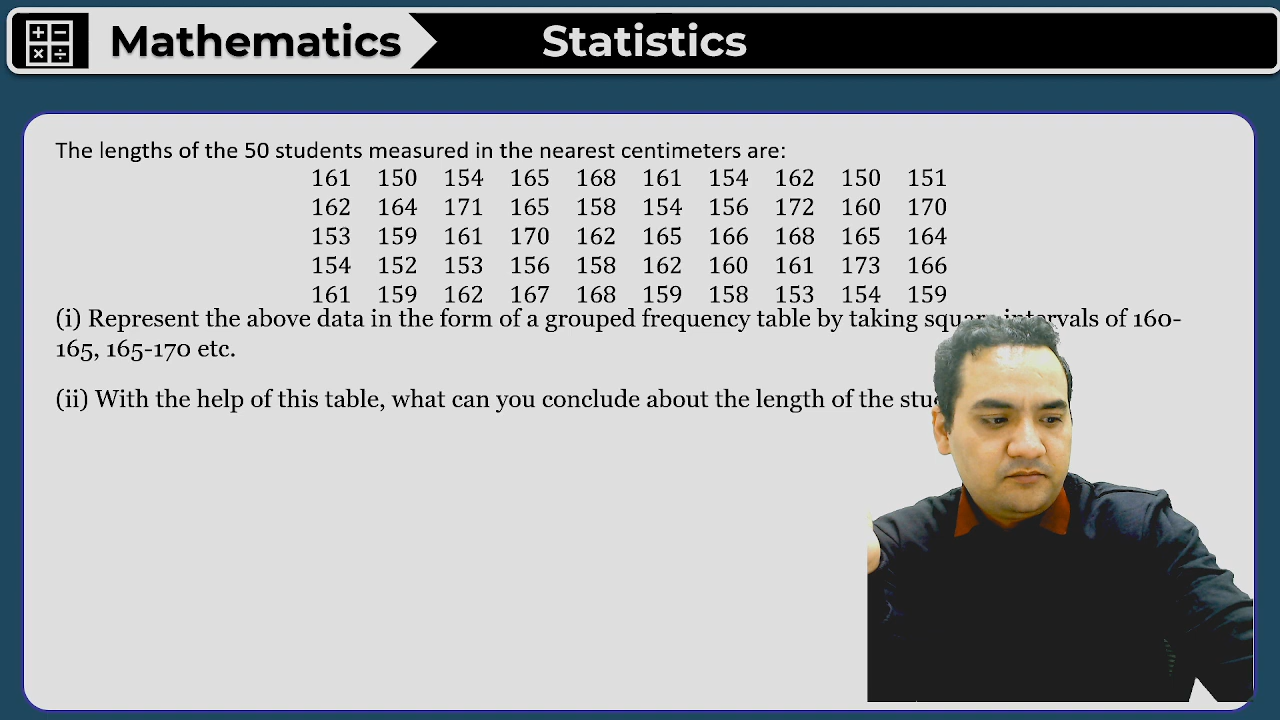 Mathematics
Statistics
The lengths of the 50 students measured in the nearest centimeters are:
161 150 154 165 168 161 154 162 150 151
162 164 171 165 158 154 156 172 160 170
153 159 161 170 162 165 166 168 165 164
154 152 153 156 158 162 160 161 173 166
161 159 162 167 168 159 158 153 154 159
(i) Represent the above data in the form of a grouped frequency table by taking square intervals of 160-
165, 165-170 etc.
(ii) With the help of this table, what can you conclude about the length of the